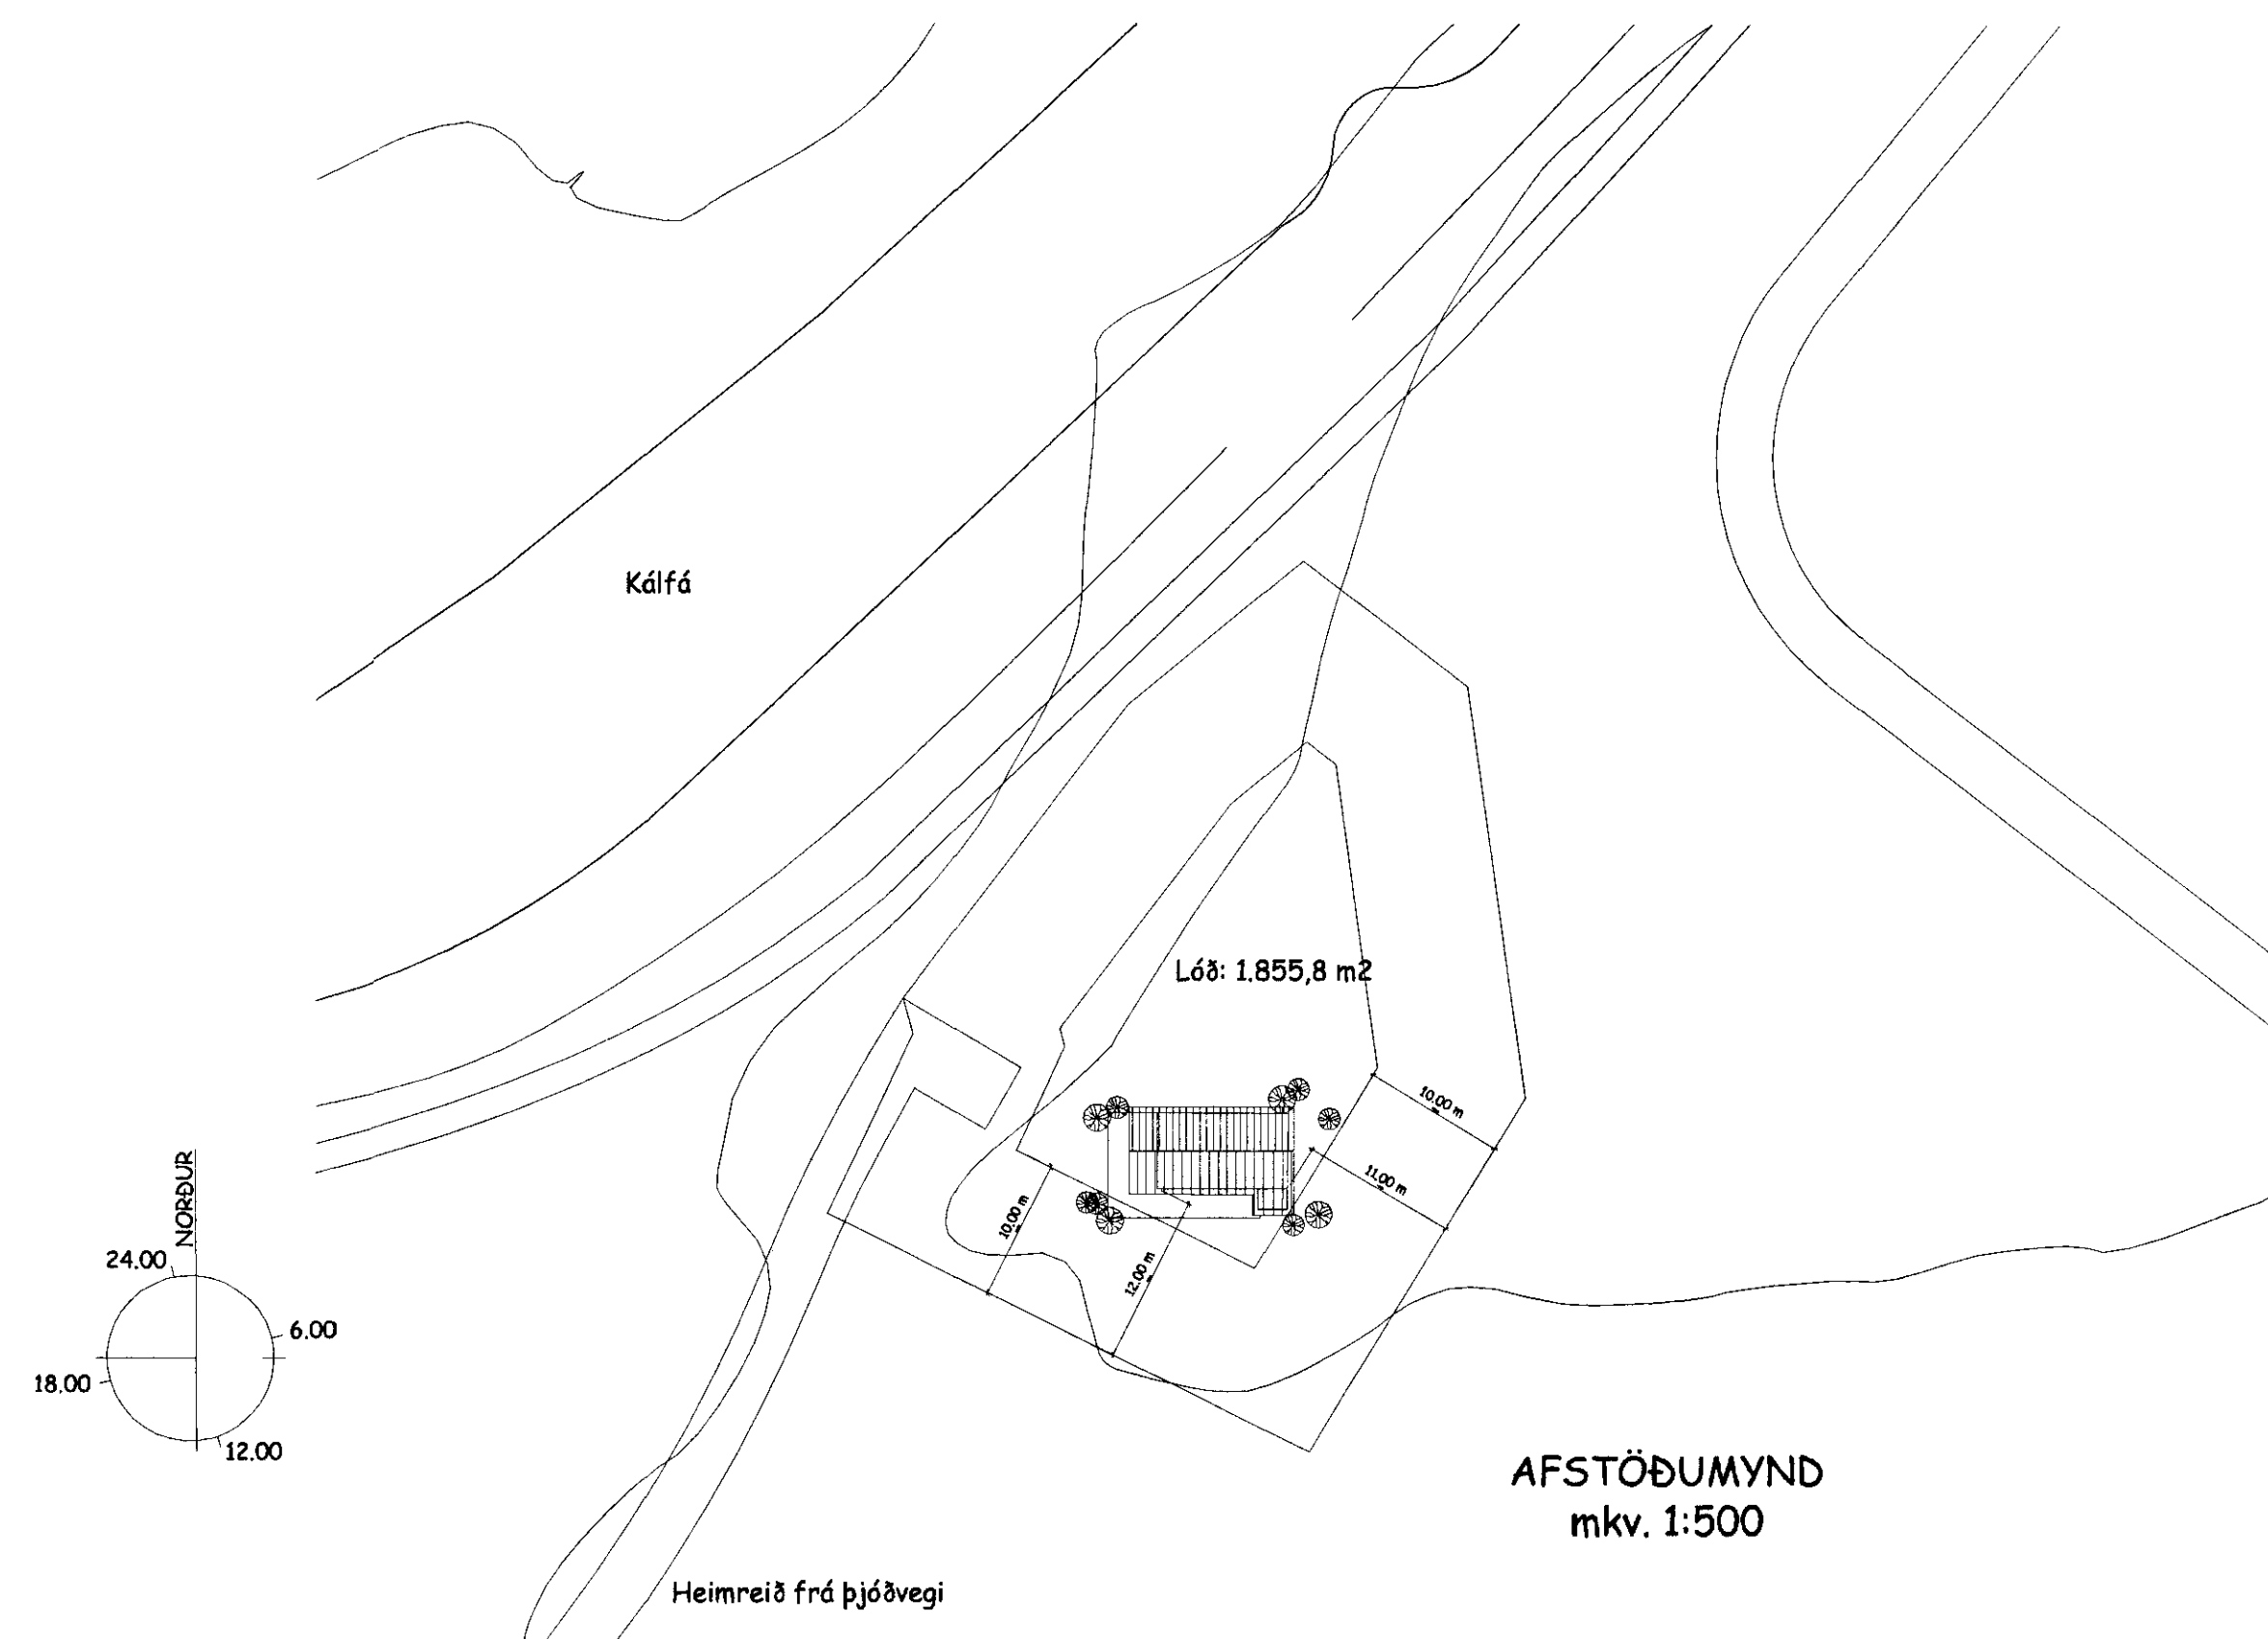 Kálfá
Lóð: 1.855,8 m2
10.00 m
11.00 m
10.00 m
12.00 m
NORÐUR
24.00
6.00
18.00
12.00
AFSTÖÐUMYND
mkv. 1:500
Heimreið frá þjóðvegi